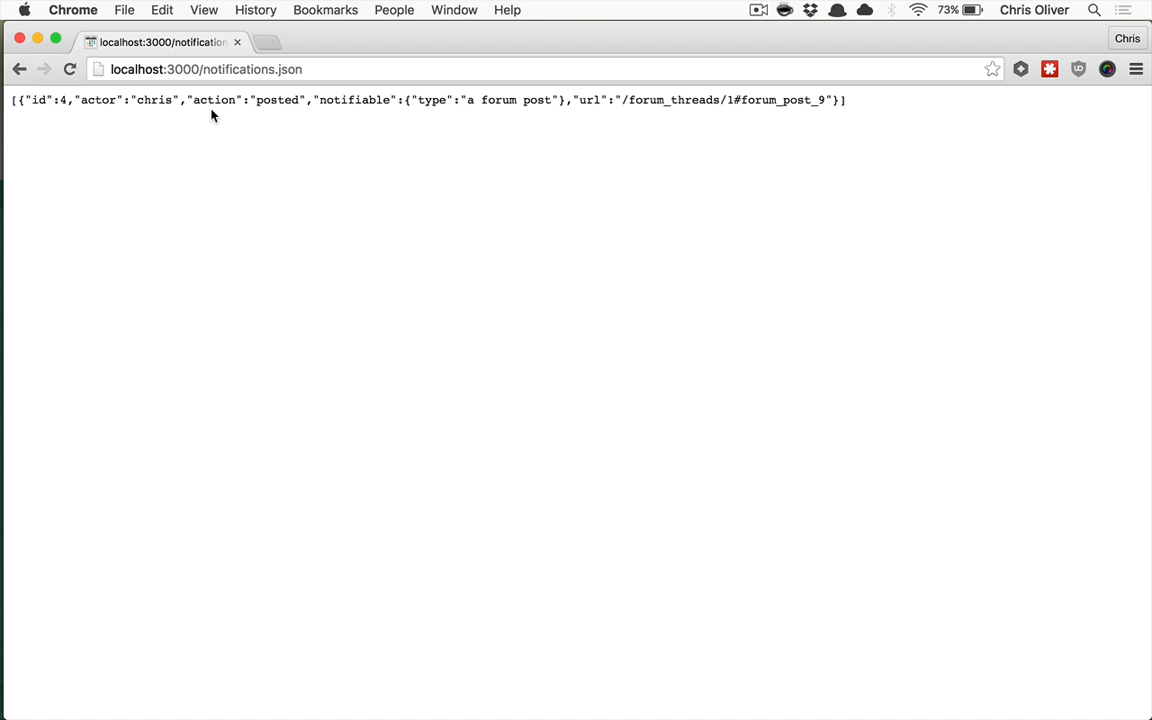 Chrome File Edit View History Bookmarks People Window Help 73% Chris Oliver
localhost:3000/notification Chris
localhost:3000/notifications.json
[{"id":4,"actor":"chris","action":"posted","notifiable":{"type":"a forum post"},"url":"/forum_threads/1#forum_post_9"}]